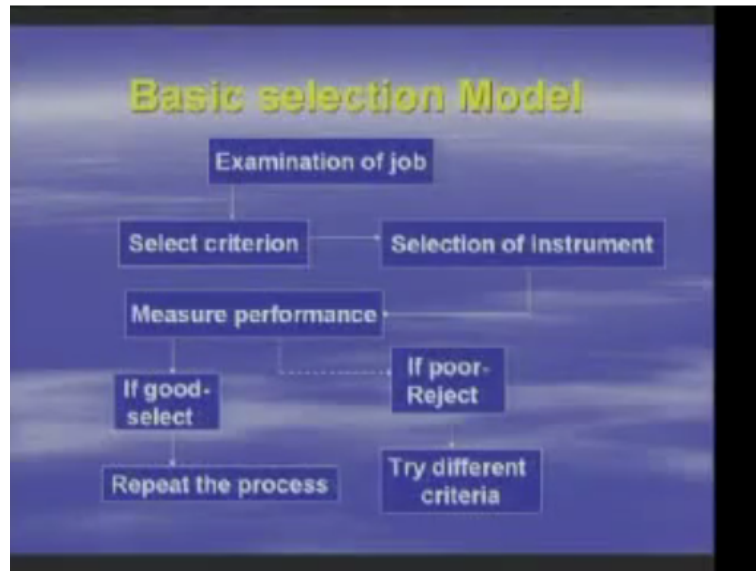 Basic selection Model
Examination of job
Select criterion
Selection of Instrument
Measure performance
If good-
select
If poor-
Reject
Repeat the process
Try different
criteria